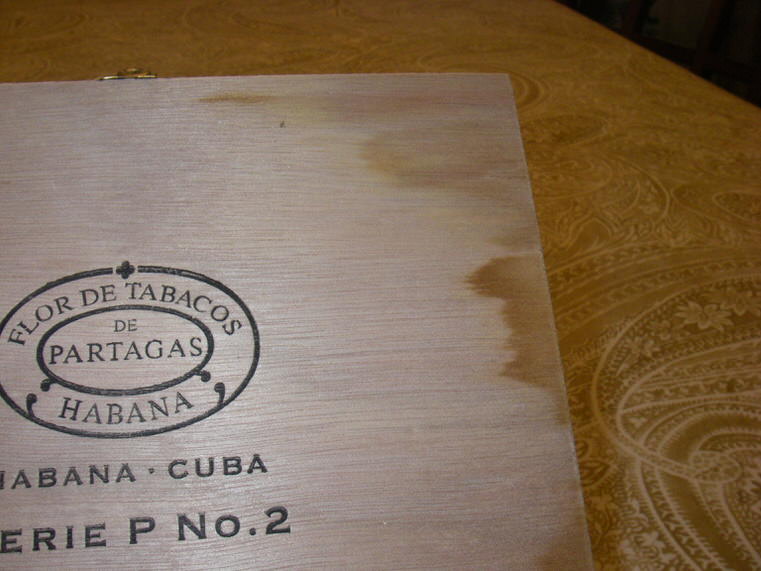 FLOR DE TABACOS
DE
PARTAGAS
HABANA
HABANA · CUBA
ERIE P No.2